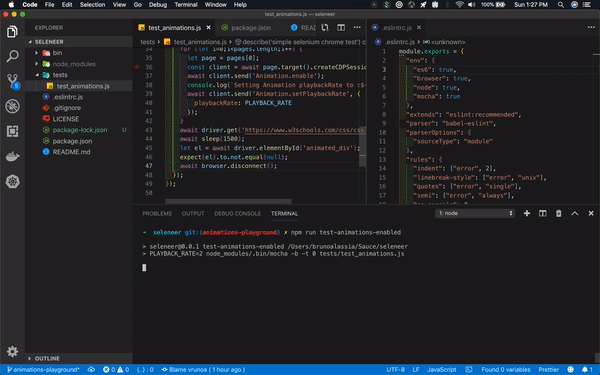 Code File Edit Selection View Go Debug Terminal Window Help
100%
Sun 1:27 PM
test_animations.js — seleneer
EXPLORER
SELENEER
bin
node_modules
tests
test_animations.js
.eslintrc.js
.gitignore
LICENSE
package-lock.json U
package.json
README.md
OUTLINE
test_animations.js
package.json
READ
tests > test_animations.js > describe('simple selenium chrome test') c
34 for (let i=0;i<pages.length;i++) {
35 let page = pages[0];
36 const client = await page.target().createCDPSessio
37 await client.send('Animation.enable');
38 console.log(`Setting Animation playbackRate to :$
39 await client.send('Animation.setPlaybackRate', {
40 playbackRate: PLAYBACK_RATE
41 });
42 }
43 await driver.get('https://www.w3schools.com/css/css
44 await sleep(1500);
45 let el = await driver.elementById('animated_div');
46 expect(el).to.not.equal(null);
47 await browser.disconnect();
48 });
49 });
.eslintrc.js
.eslintrc.js > <unknown>
1 module.exports = {
2 "env": {
3 "es6": true,
4 "browser": true,
5 "node": true,
6 "mocha": true
7 },
8 "extends": "eslint:recommended",
9 "parser": "babel-eslint",
10 "parserOptions": {
11 "sourceType": "module"
12 },
13 "rules": {
14 "indent": ["error", 2],
15 "linebreak-style": ["error", "unix"],
16 "quotes": ["error", "single"],
17 "semi": ["error", "always"],
PROBLEMS OUTPUT DEBUG CONSOLE TERMINAL
1: node
→ seleneer git:(animations-playground) ✗ npm run test-animations-enabled
> seleneer@0.0.1 test-animations-enabled /Users/brunoalassia/Sauce/seleneer
> PLAYBACK_RATE=2 node_modules/.bin/mocha -b -t 0 tests/test_animations.js
animations-playground* 0 0 {..} : 0 Blame vrunoa ( 1 hour ago ) UTF-8 LF JavaScript Found 0 variables Prettier 1